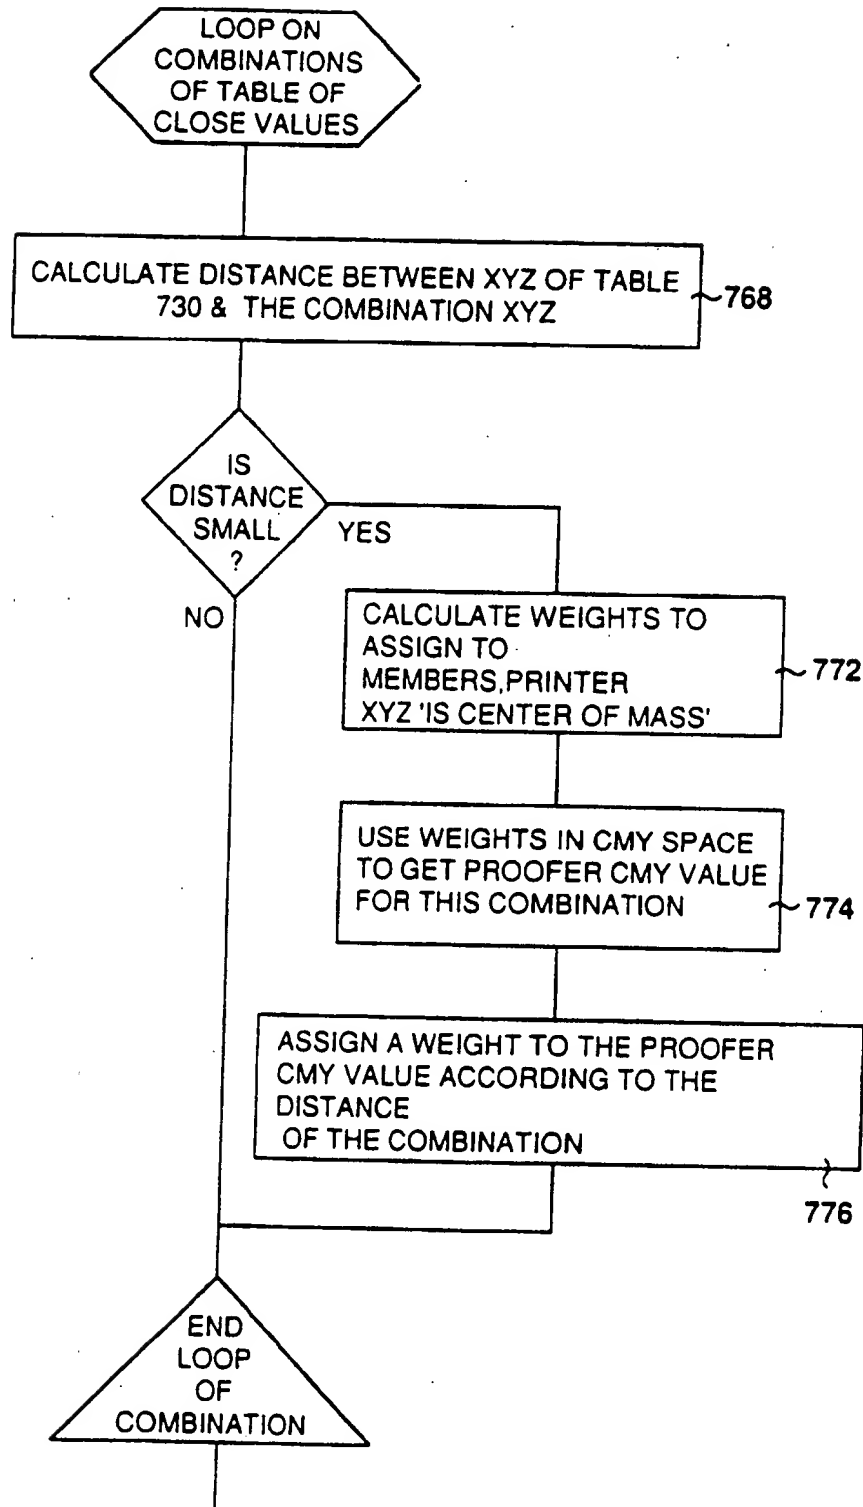 LOOP ON
COMBINATIONS
OF TABLE OF
CLOSE VALUES
CALCULATE DISTANCE BETWEEN XYZ OF TABLE
730 & THE COMBINATION XYZ
768
IS
DISTANCE
SMALL
?
YES
NO
CALCULATE WEIGHTS TO
ASSIGN TO
MEMBERS,PRINTER
XYZ 'IS CENTER OF MASS'
772
USE WEIGHTS IN CMY SPACE
TO GET PROOFER CMY VALUE
FOR THIS COMBINATION
774
ASSIGN A WEIGHT TO THE PROOFER
CMY VALUE ACCORDING TO THE
DISTANCE
OF THE COMBINATION
776
END
LOOP
OF
COMBINATION